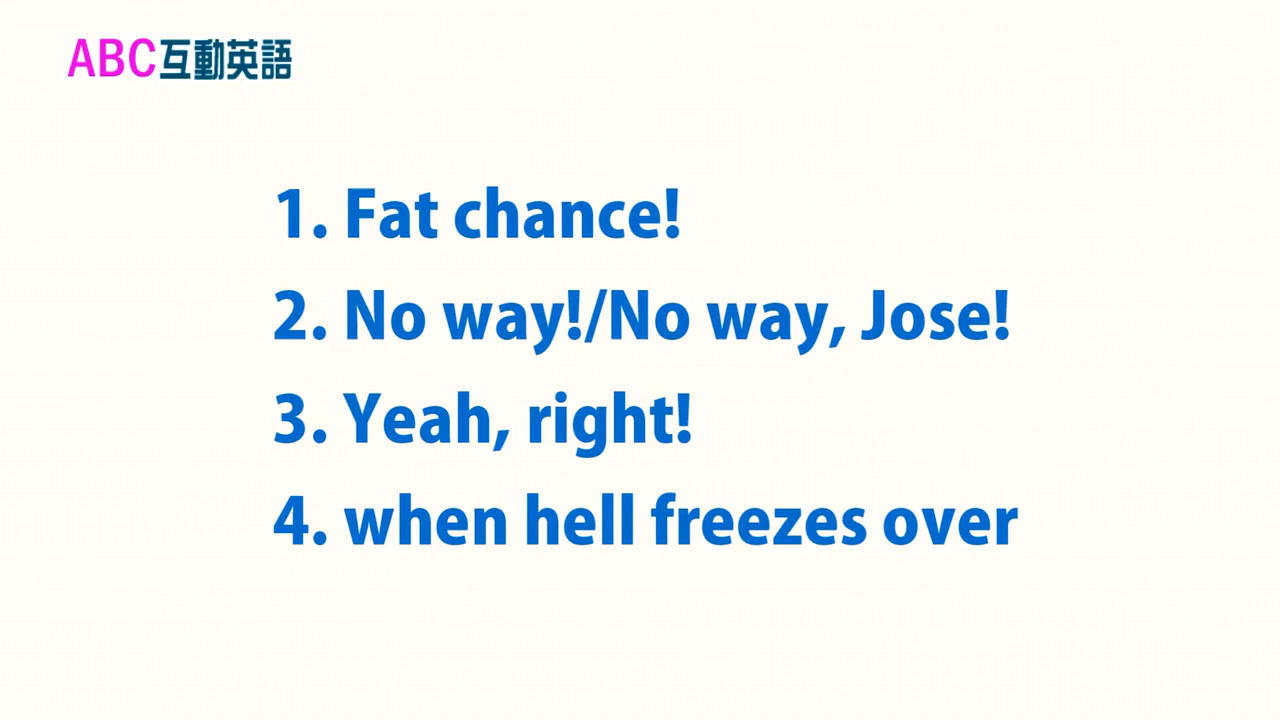 ABC互動英語
1. Fat chance!
2. No way!/No way, Jose!
3. Yeah, right!
4. when hell freezes over